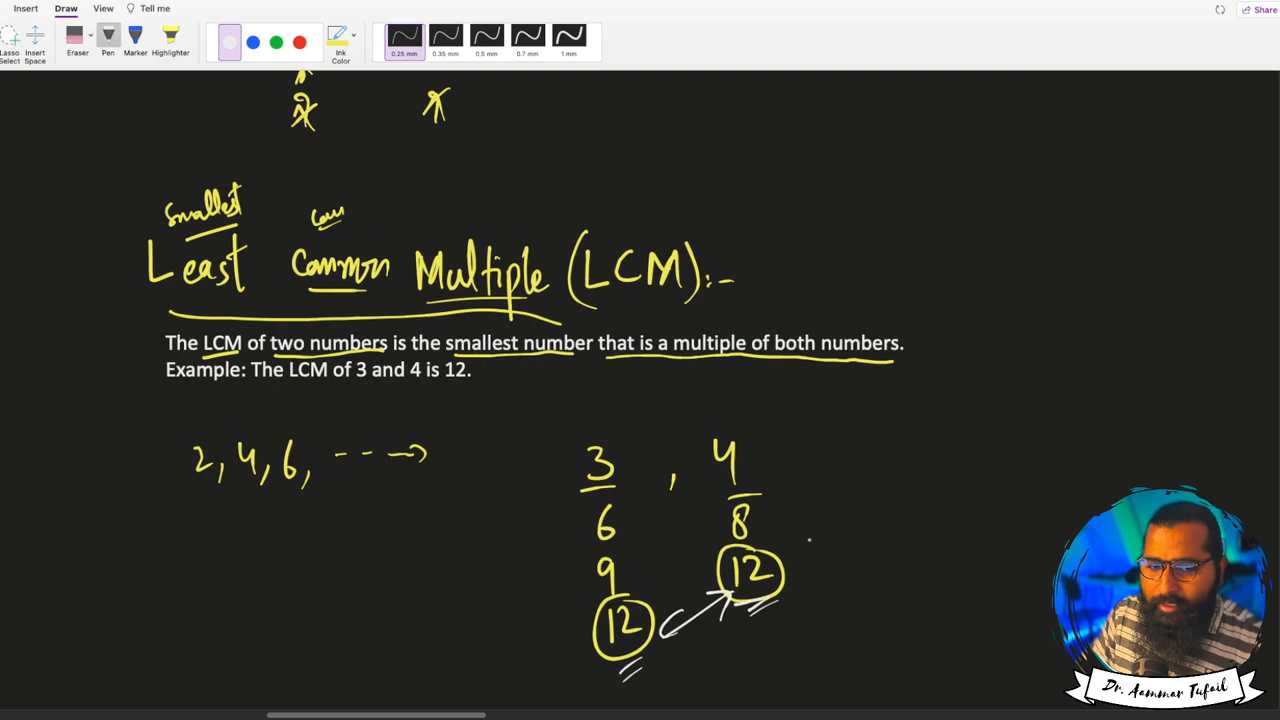 Insert Draw View Tell me
Share
Lasso Select Insert Space Eraser Pen Marker Highlighter Ink Color 0.25 mm 0.35 mm 0.5 mm 0.7 mm 1 mm
Smallest Com
Least Common Multiple (LCM):-
The LCM of two numbers is the smallest number that is a multiple of both numbers.
Example: The LCM of 3 and 4 is 12.
2, 4, 6, ---→ 3 , 4
6 8
9 12
12
Dr. Aammar Tufail